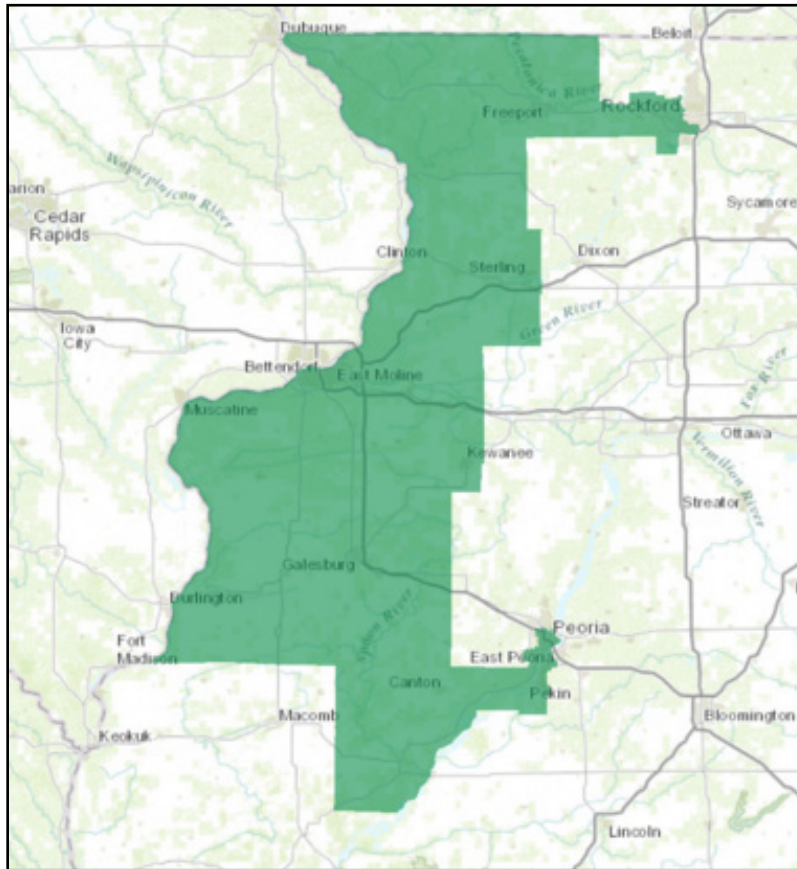 Dubuque
Beloit
Pecatonica River
Freeport
Rockford
Wapsipinicon River
arion
Cedar
Rapids
Sycamore
Clinton
Sterling
Dixon
Green River
Iowa
City
Bettendorf
East Moline
Fox River
Muscatine
Ottawa
Kewanee
Vermilion River
Streator
Galesburg
Burlington
Spoon River
Peoria
Fort
Madison
East Peoria
Canton
Pekin
Macomb
Bloomington
Keokuk
Lincoln